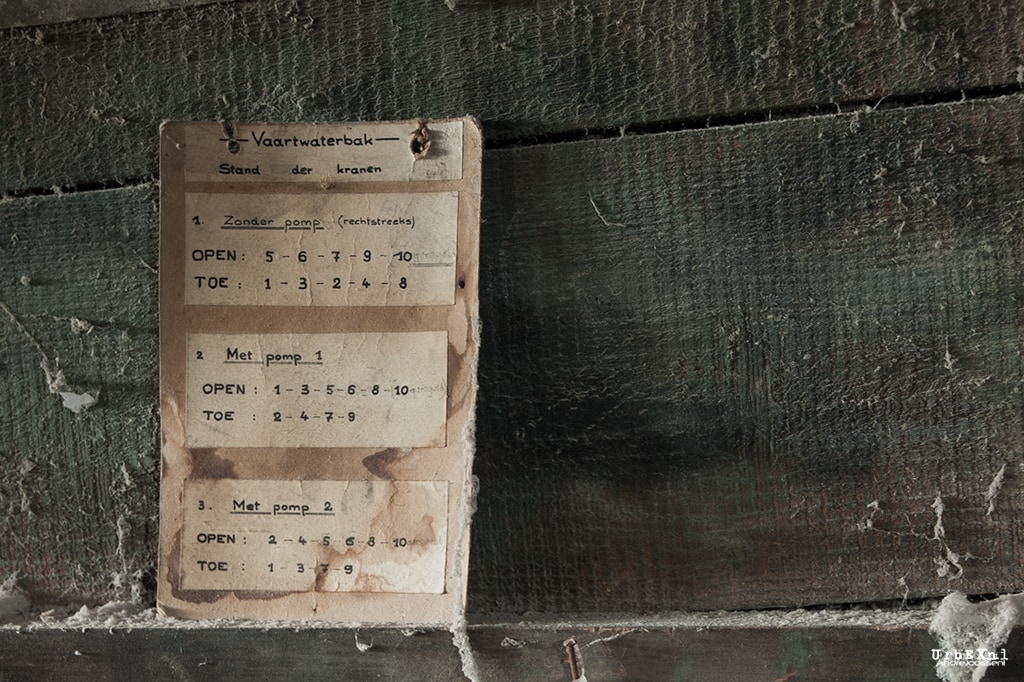 — Vaartwaterbak —
Stand der kranen
1. Zonder pomp (rechtstreeks)
OPEN : 5 - 6 - 7 - 9 - 10
TOE : 1 - 3 - 2 - 4 - 8
2 Met pomp 1
OPEN : 1 - 3 - 5 - 6 - 8 - 10
TOE : 2 - 4 - 7 - 9
3. Met pomp 2
OPEN : 2 - 4 - 5 - 6 - 8 - 10
TOE : 1 - 3 - 7 - 9
UrbEXnl
AndreJoosse.nl